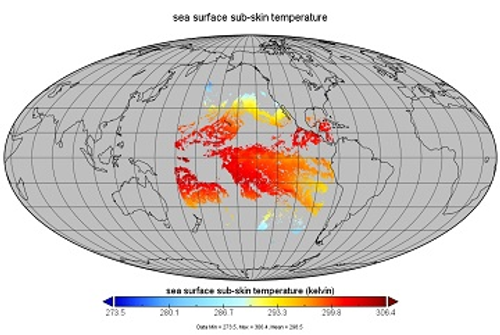 sea surface sub-skin temperature
sea surface sub-skin temperature (kelvin)
273.5 280.1 286.7 293.3 299.8 306.4
Data Min = 273.5, Max = 306.4, Mean = 298.5